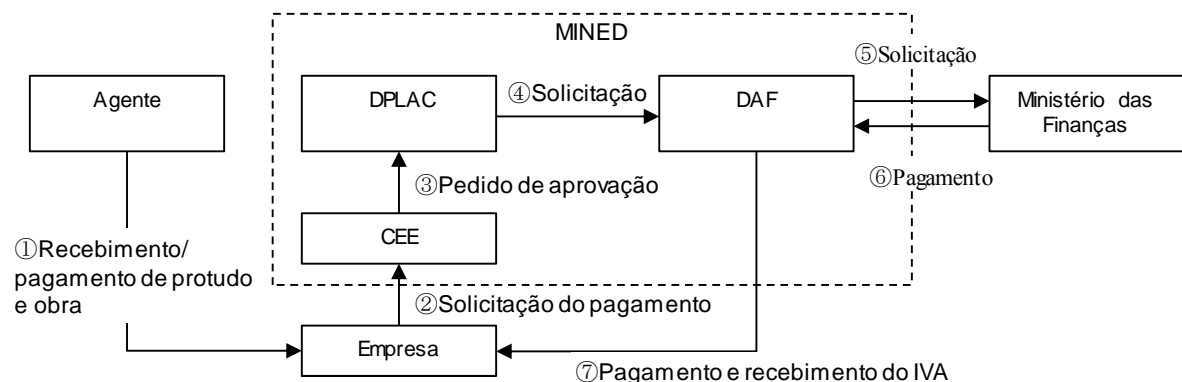 MINED
⑤Solicitação
Agente
DPLAC
④Solicitação
DAF
Ministério das
Finanças
③Pedido de aprovação
⑥Pagamento
CEE
①Recebimento/
pagamento de protudo
e obra
②Solicitação do pagamento
Empresa
⑦Pagamento e recebimento do IVA